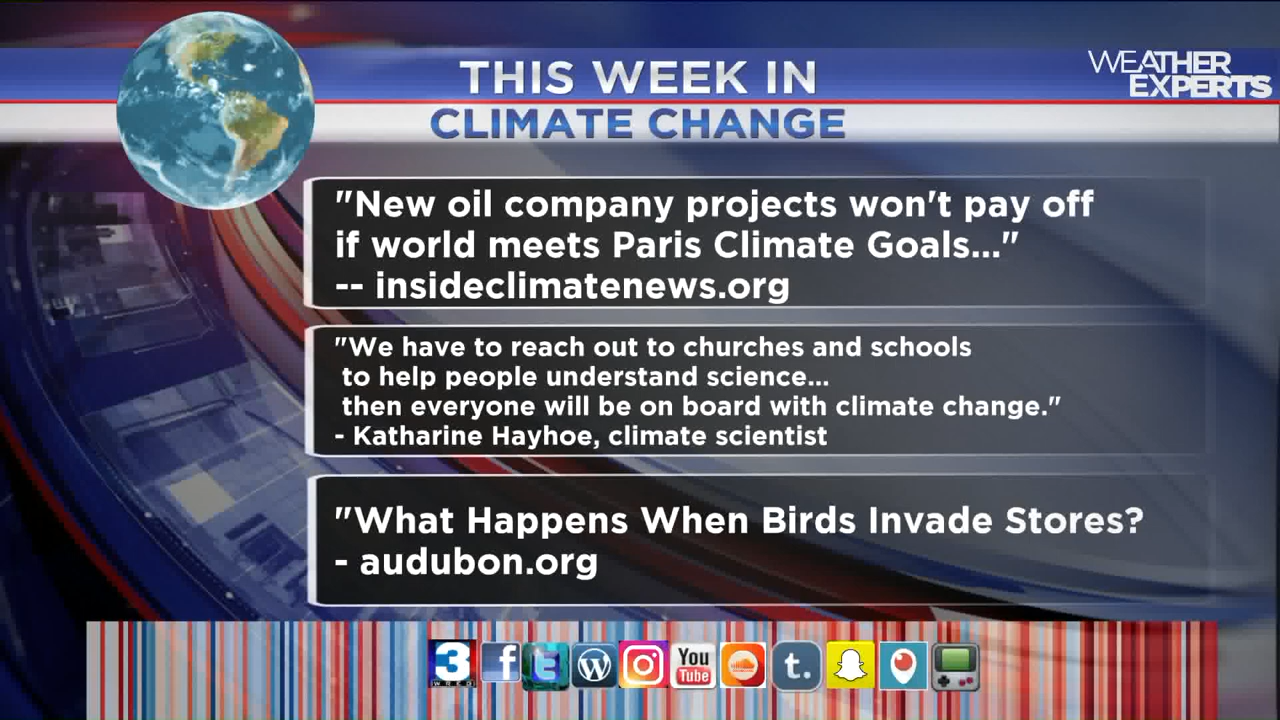 THIS WEEK IN
CLIMATE CHANGE
WEATHER
EXPERTS
"New oil company projects won't pay off
if world meets Paris Climate Goals..."
-- insideclimatenews.org
"We have to reach out to churches and schools
to help people understand science...
then everyone will be on board with climate change."
- Katharine Hayhoe, climate scientist
"What Happens When Birds Invade Stores?
- audubon.org
3
WREG
f
t
W
You
Tube
t.